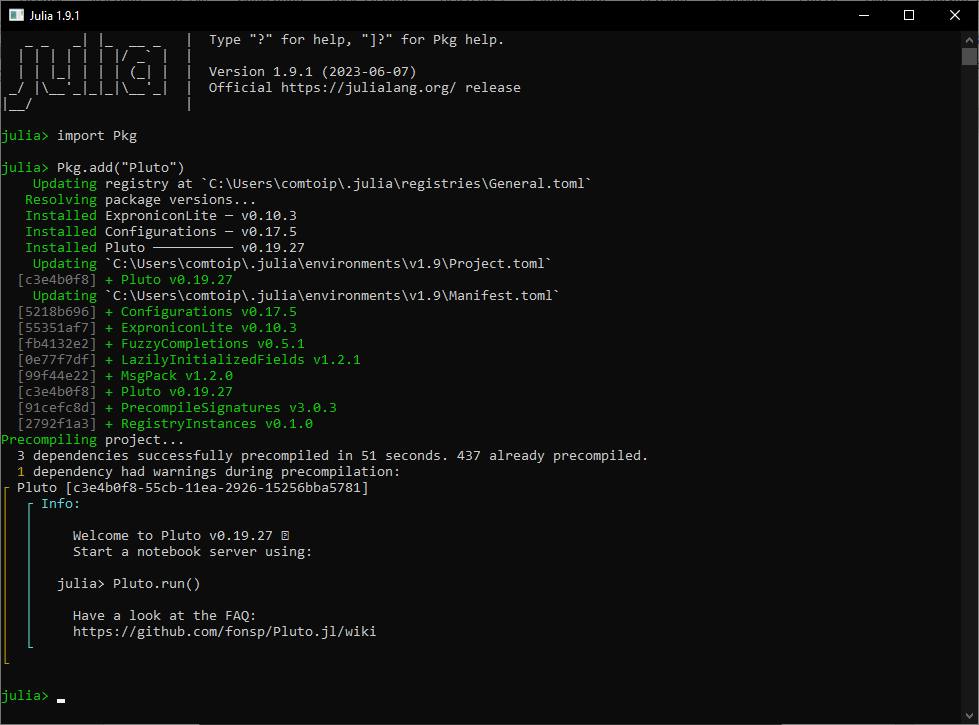 Julia 1.9.1
Type "?" for help, "]?" for Pkg help.
Version 1.9.1 (2023-06-07)
Official https://julialang.org/ release
julia> import Pkg
julia> Pkg.add("Pluto")
Updating registry at `C:\Users\comtoip\.julia\registries\General.toml`
Resolving package versions...
Installed ExproniconLite ─ v0.10.3
Installed Configurations ─ v0.17.5
Installed Pluto ────────── v0.19.27
Updating `C:\Users\comtoip\.julia\environments\v1.9\Project.toml`
[c3e4b0f8] + Pluto v0.19.27
Updating `C:\Users\comtoip\.julia\environments\v1.9\Manifest.toml`
[5218b696] + Configurations v0.17.5
[55351af7] + ExproniconLite v0.10.3
[fb4132e2] + FuzzyCompletions v0.5.1
[0e77f7df] + LazilyInitializedFields v1.2.1
[99f44e22] + MsgPack v1.2.0
[c3e4b0f8] + Pluto v0.19.27
[91cefc8d] + PrecompileSignatures v3.0.3
[2792f1a3] + RegistryInstances v0.1.0
Precompiling project...
3 dependencies successfully precompiled in 51 seconds. 437 already precompiled.
1 dependency had warnings during precompilation:
┌ Pluto [c3e4b0f8-55cb-11ea-2926-15256bba5781]
┌ Info:
Welcome to Pluto v0.19.27
Start a notebook server using:
julia> Pluto.run()
Have a look at the FAQ:
https://github.com/fonsp/Pluto.jl/wiki
julia>